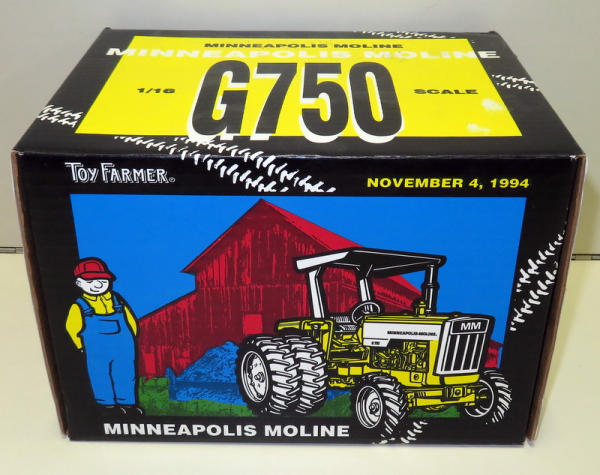 MINNEAPOLIS MOLINE
MINNEAPOLIS MOLINE
1/16 G750 SCALE
TOY FARMER®
NOVEMBER 4, 1994
MINNEAPOLIS-MOLINE.
MM
MINNEAPOLIS MOLINE